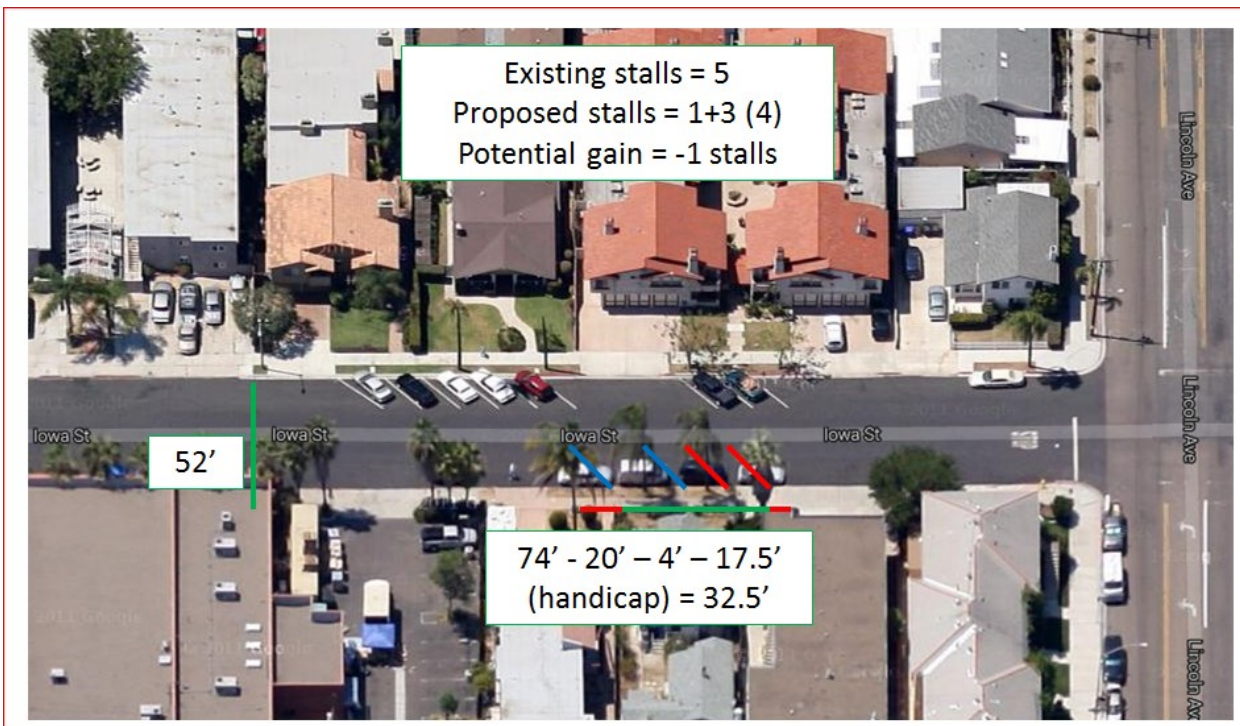 Existing stalls = 5
Proposed stalls = 1+3 (4)
Potential gain = -1 stalls
Lincoln Ave
Lincoln Ave
Iowa St
Iowa St
Iowa St
Iowa St
52’
74’ - 20’ – 4’ – 17.5’
(handicap) = 32.5’
Lincoln Av